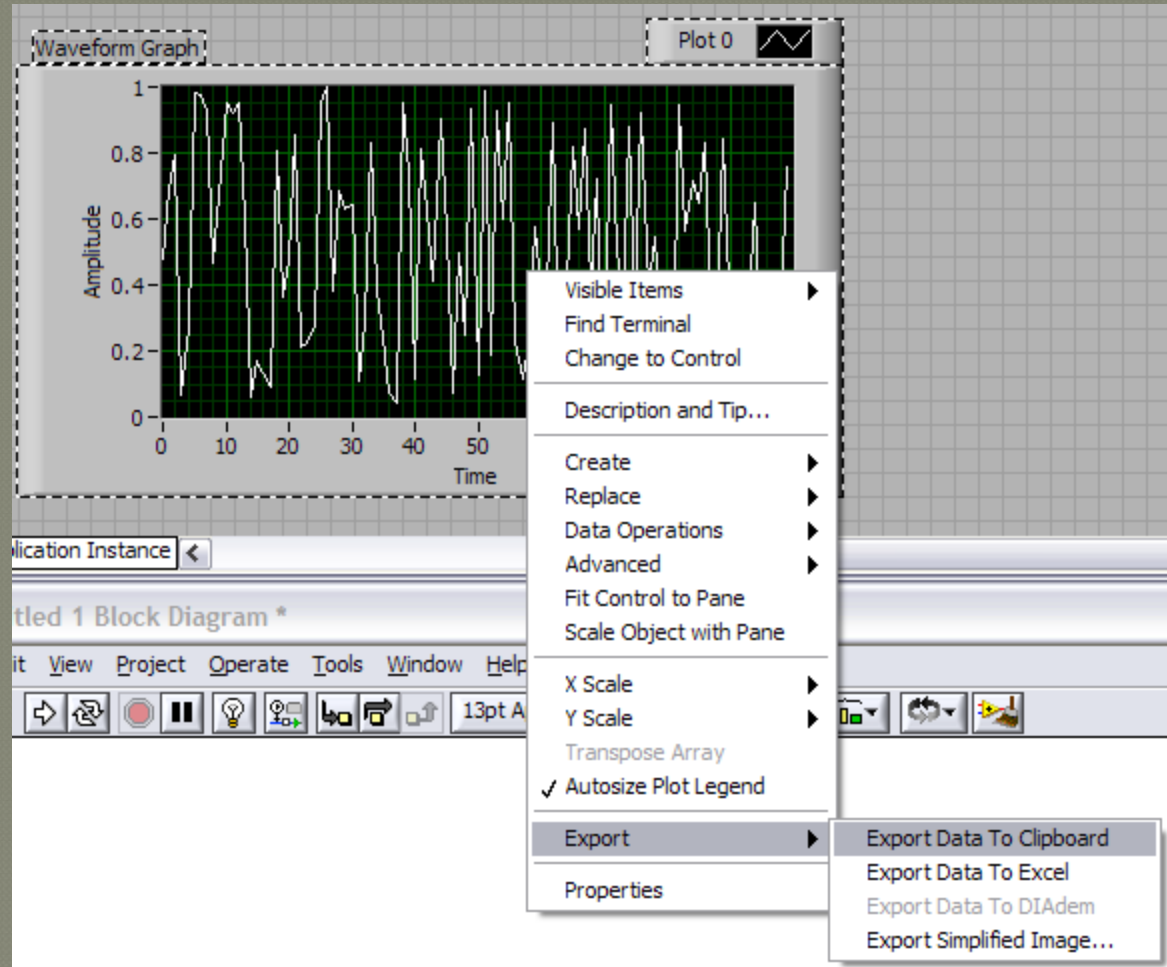 Waveform Graph
Plot 0
1
0.8
0.6
0.4
0.2
0
Amplitude
0 10 20 30 40 50
Time
Visible Items
Find Terminal
Change to Control
Description and Tip...
Create
Replace
Data Operations
Advanced
Fit Control to Pane
Scale Object with Pane
X Scale
Y Scale
Transpose Array
Autosize Plot Legend
Export
Properties
Export Data To Clipboard
Export Data To Excel
Export Data To DIAdem
Export Simplified Image...
lication Instance
tled 1 Block Diagram *
it View Project Operate Tools Window Help
13pt A